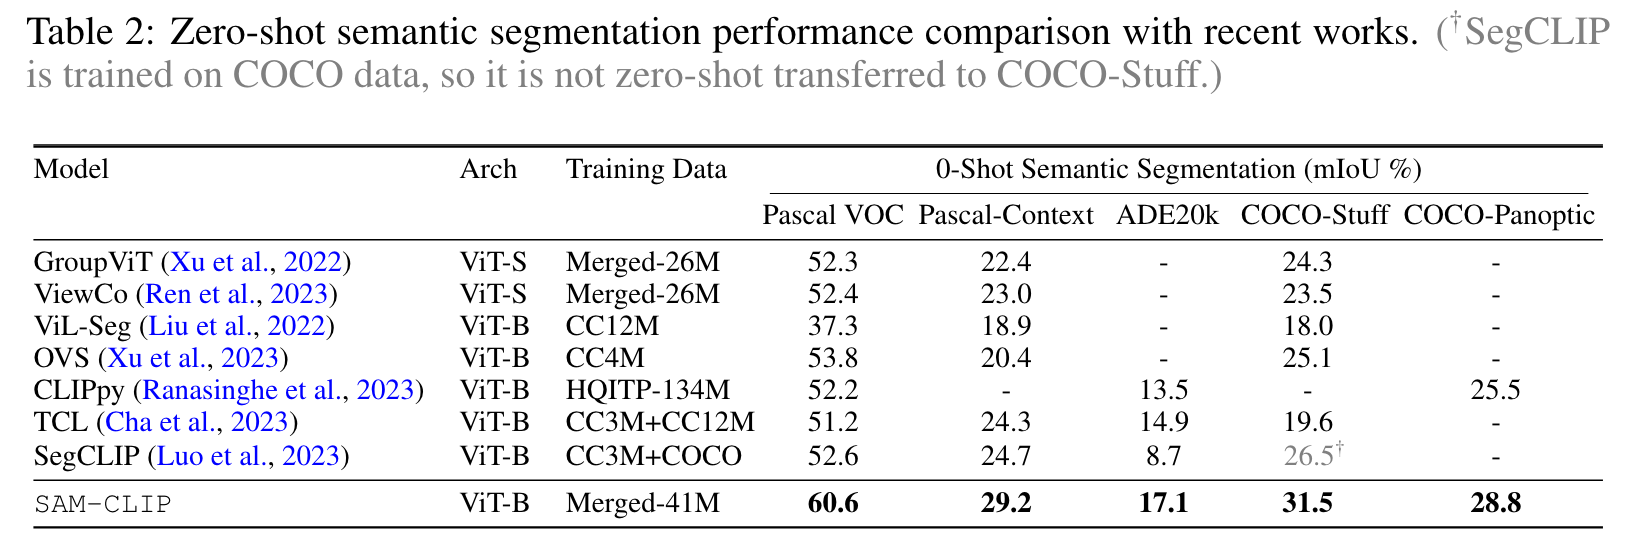 Table 2: Zero-shot semantic segmentation performance comparison with recent works. (†SegCLIP
is trained on COCO data, so it is not zero-shot transferred to COCO-Stuff.)
Model Arch Training Data 0-Shot Semantic Segmentation (mIoU %)
Pascal VOC Pascal-Context ADE20k COCO-Stuff COCO-Panoptic
GroupViT (Xu et al., 2022) ViT-S Merged-26M 52.3 22.4 - 24.3 -
ViewCo (Ren et al., 2023) ViT-S Merged-26M 52.4 23.0 - 23.5 -
ViL-Seg (Liu et al., 2022) ViT-B CC12M 37.3 18.9 - 18.0 -
OVS (Xu et al., 2023) ViT-B CC4M 53.8 20.4 - 25.1 -
CLIPpy (Ranasinghe et al., 2023) ViT-B HQITP-134M 52.2 - 13.5 - 25.5
TCL (Cha et al., 2023) ViT-B CC3M+CC12M 51.2 24.3 14.9 19.6 -
SegCLIP (Luo et al., 2023) ViT-B CC3M+COCO 52.6 24.7 8.7 26.5† -
SAM-CLIP ViT-B Merged-41M 60.6 29.2 17.1 31.5 28.8